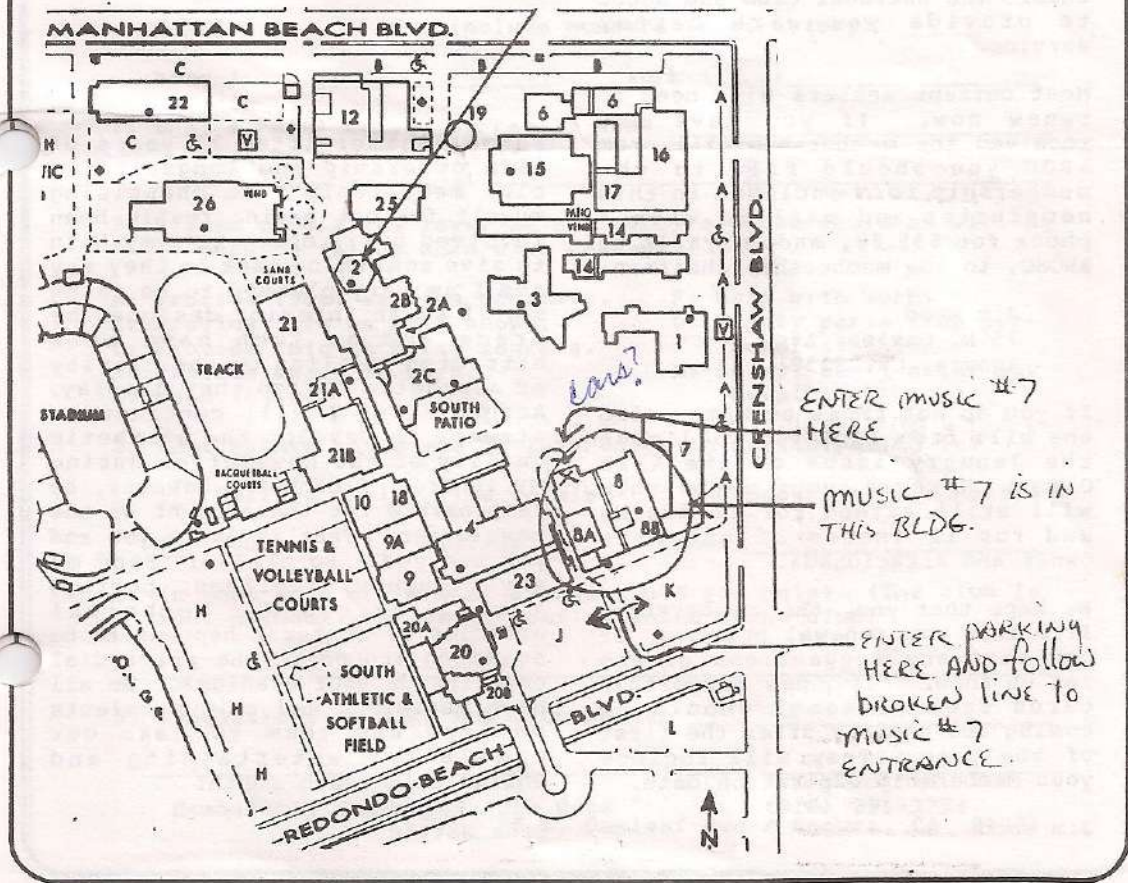 MANHATTAN BEACH BLVD.
C
22
C
C
V
12
B
B
B
19
6
6
A
15
16
17
H
/IC
26
VEND
25
PARKG
VEND
14
14
A
CRENSHAW BLVD.
SAND
COURTS
2
2B
2A
3
21
V
1
A
TRACK
2C
21A
cars?
SOUTH
PATIO
STADIUM
21B
ENTER MUSIC #7
HERE
RACQUETBALL
COURTS
10
18
4
8
A
MUSIC #7 IS IN
THIS BLDG.
9A
8A
8B
TENNIS &
VOLLEYBALL
COURTS
9
23
K
H
20A
J
ENTER PARKING
HERE AND follow
BROKEN LINE TO
MUSIC #7
ENTRANCE
20
20B
SOUTH
ATHLETIC &
SOFTBALL
FIELD
H
H
BLVD.
L
REDONDO-BEACH
N